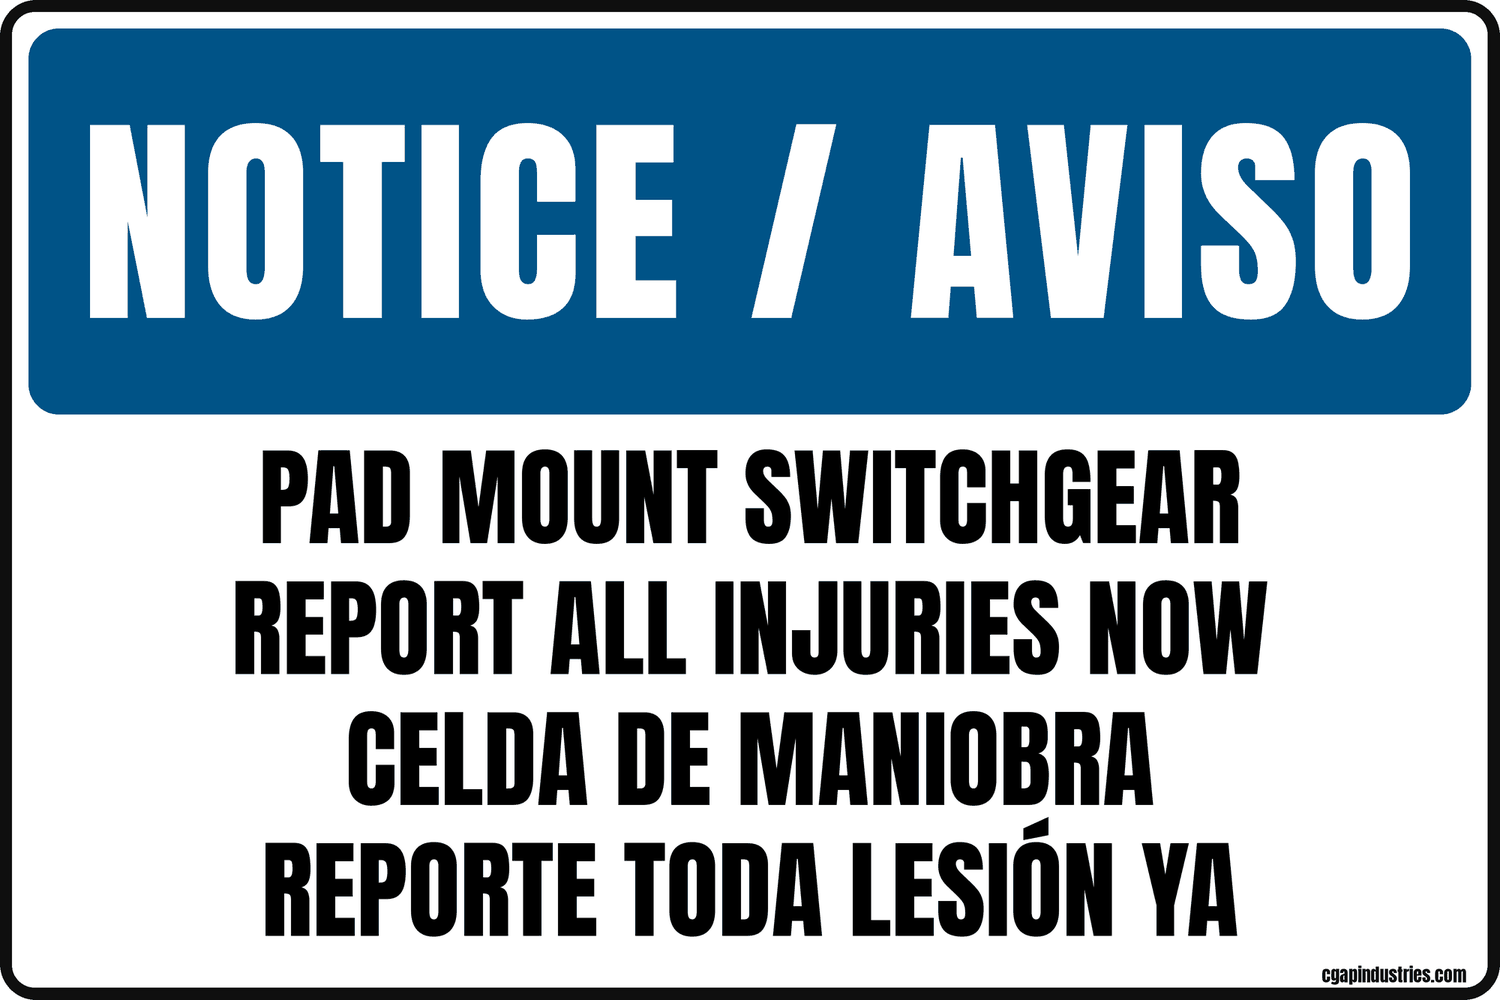 NOTICE / AVISO
PAD MOUNT SWITCHGEAR
REPORT ALL INJURIES NOW
CELDA DE MANIOBRA
REPORTE TODA LESIÓN YA
cgapindustries.com